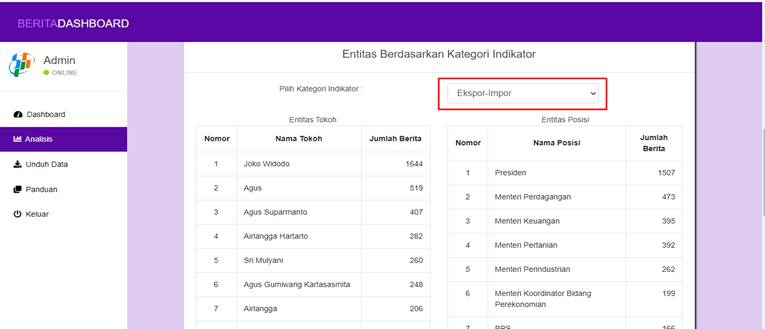 BERITADASHBOARD
Admin
ONLINE
Dashboard
Analisis
Unduh Data
Panduan
Keluar
Entitas Berdasarkan Kategori Indikator
Pilih Kategori Indikator :
Ekspor-Impor
Entitas Tokoh
Nomor Nama Tokoh Jumlah Berita
1 Joko Widodo 1644
2 Agus 519
3 Agus Suparmanto 407
4 Airlangga Hartarto 282
5 Sri Mulyani 260
6 Agus Gumiwang Kartasasmita 248
7 Airlangga 206
Entitas Posisi
Nomor Nama Posisi Jumlah
Berita
1 Presiden 1507
2 Menteri Perdagangan 473
3 Menteri Keuangan 395
4 Menteri Pertanian 392
5 Menteri Perindustrian 262
6 Menteri Koordinator Bidang 199
Perekonomian
7 BPS 166